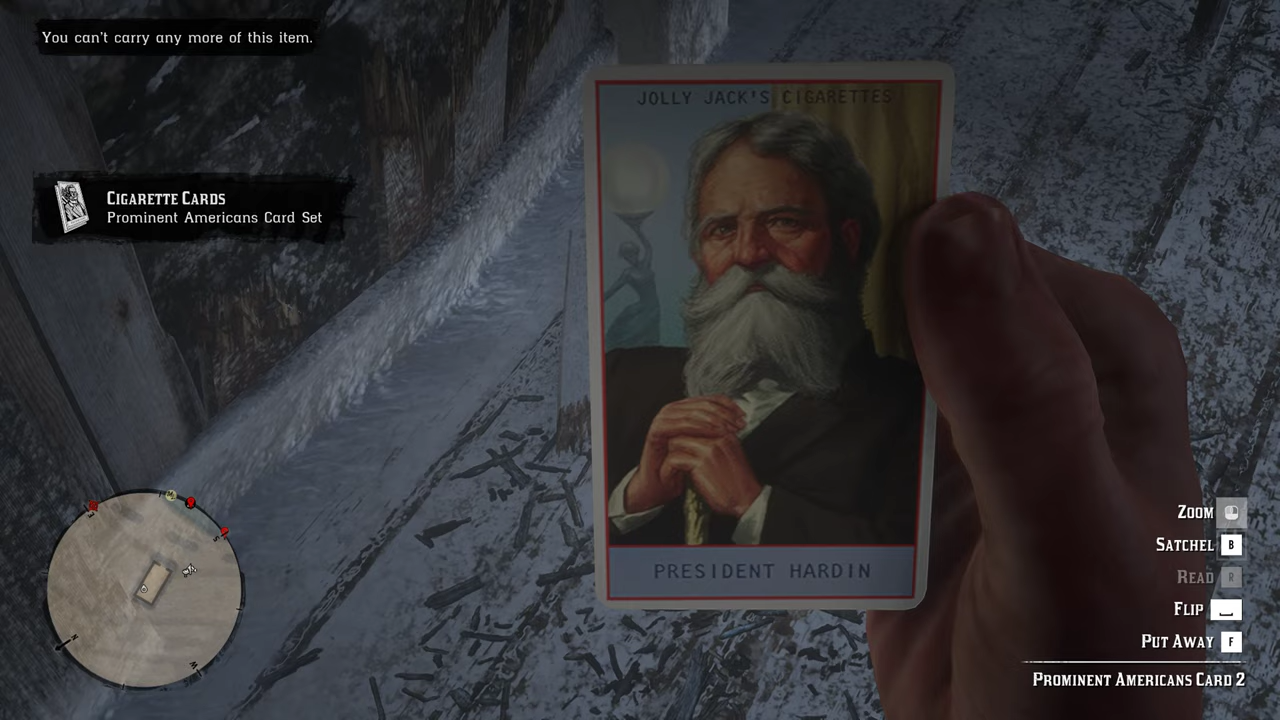 You can't carry any more of this item.
JOLLY JACK'S CIGARETTES
CIGARETTE CARDS
Prominent Americans Card Set
PRESIDENT HARDIN
ZOOM
SATCHEL B
READ R
FLIP
PUT AWAY F
PROMINENT AMERICANS CARD 2